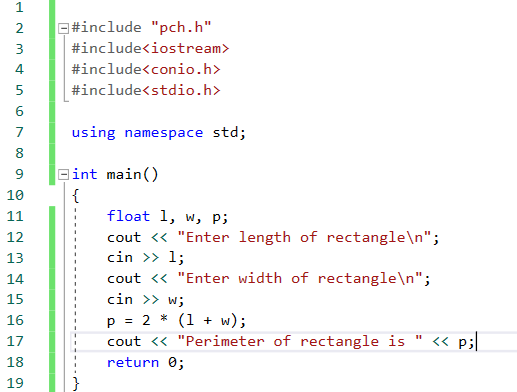 1
2 #include "pch.h"
3 #include<iostream>
4 #include<conio.h>
5 #include<stdio.h>
6
7 using namespace std;
8
9 int main()
10 {
11 float l, w, p;
12 cout << "Enter length of rectangle\n";
13 cin >> l;
14 cout << "Enter width of rectangle\n";
15 cin >> w;
16 p = 2 * (l + w);
17 cout << "Perimeter of rectangle is " << p;
18 return 0;
19 }